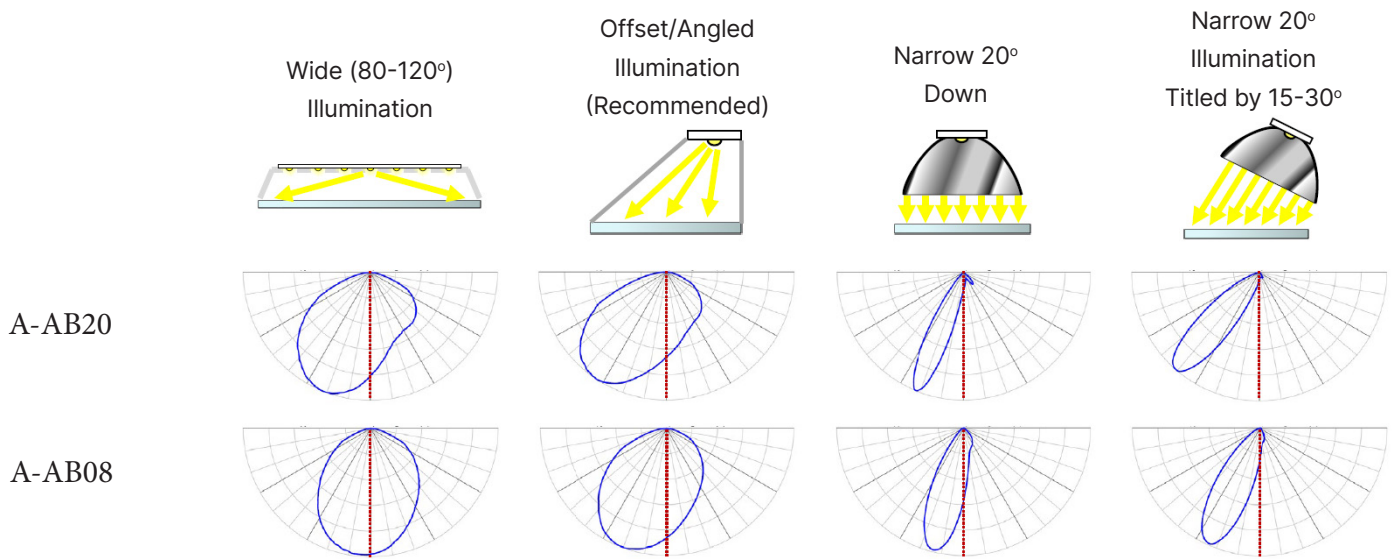 Wide (80-120°)
Illumination
Offset/Angled
Illumination
(Recommended)
Narrow 20°
Down
Narrow 20°
Illumination
Titled by 15-30°
A-AB20
A-AB08